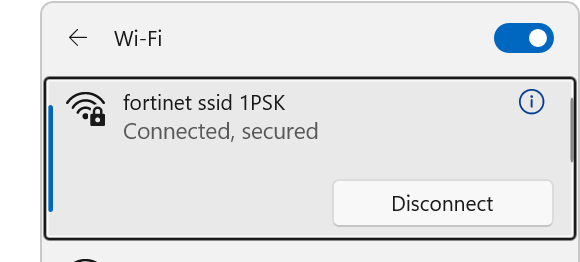 Wi-Fi
fortinet ssid 1PSK
Connected, secured
Disconnect